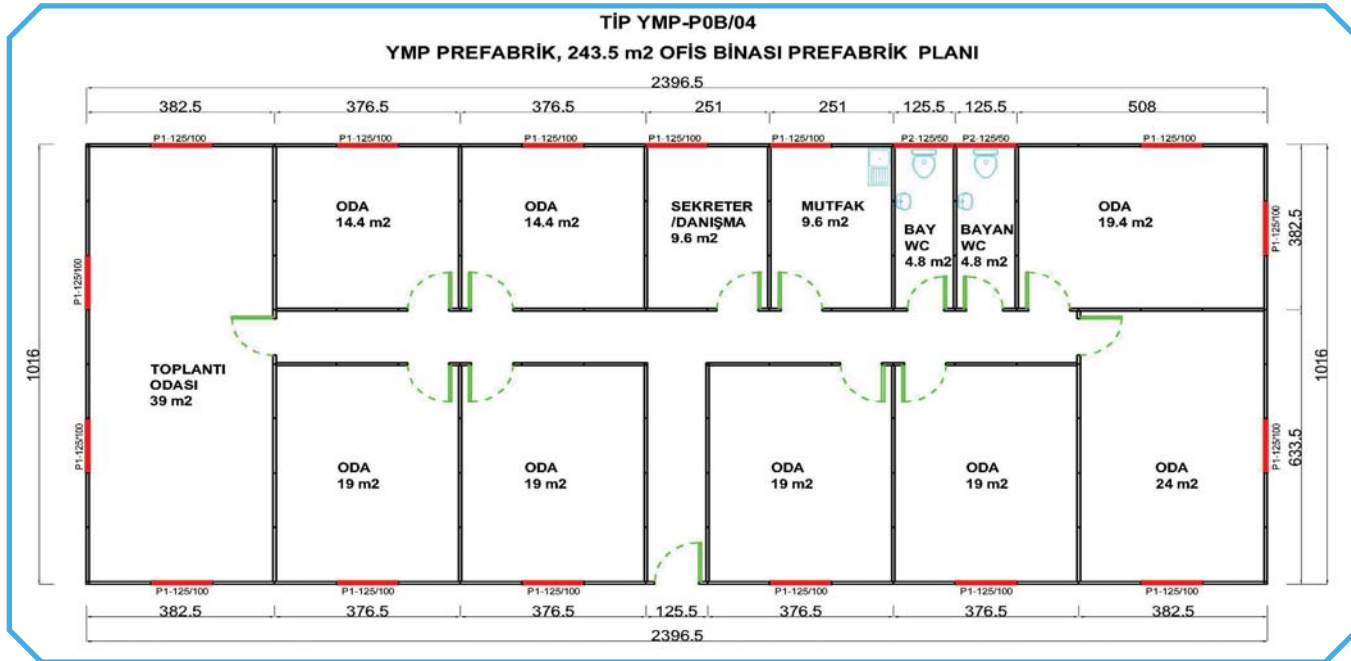 TİP YMP-P0B/04
YMP PREFABRİK, 243.5 m2 OFİS BİNASI PREFABRİK PLANI
2396.5
382.5 376.5 376.5 251 251 125.5 125.5 508
P1-125/100 P1-125/100 P1-125/100 P1-125/100 P1-125/100 P2-125/50 P2-125/50 P1-125/100
ODA
14.4 m2
ODA
14.4 m2
SEKRETER
/DANIŞMA
9.6 m2
MUTFAK
9.6 m2
BAY
WC
4.8 m2
BAYAN
WC
4.8 m2
ODA
19.4 m2
P1-125/100
382.5
P1-125/100
1016
TOPLANTI
ODASI
39 m2
1016
P1-125/100
ODA
19 m2
ODA
19 m2
ODA
19 m2
ODA
19 m2
ODA
24 m2
P1-125/100
633.5
P1-125/100 P1-125/100 P1-125/100 P1-125/100 P1-125/100 P1-125/100
382.5 376.5 376.5 125.5 376.5 376.5 382.5
2396.5